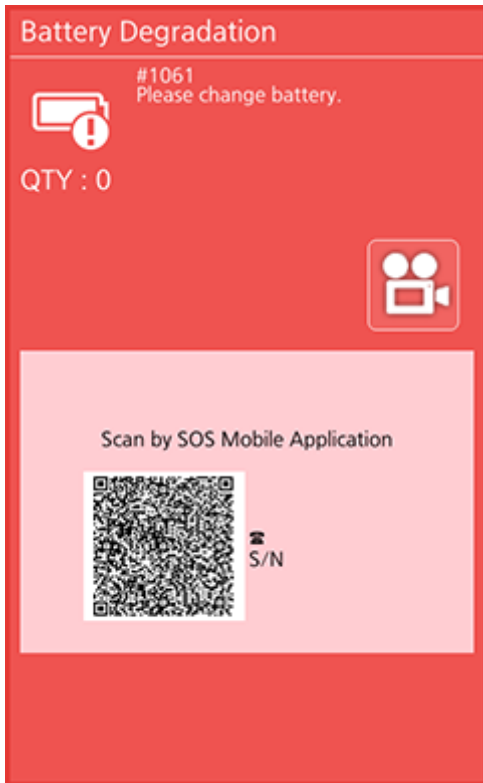 Battery Degradation
#1061
Please change battery.
QTY : 0
Scan by SOS Mobile Application
☎
S/N